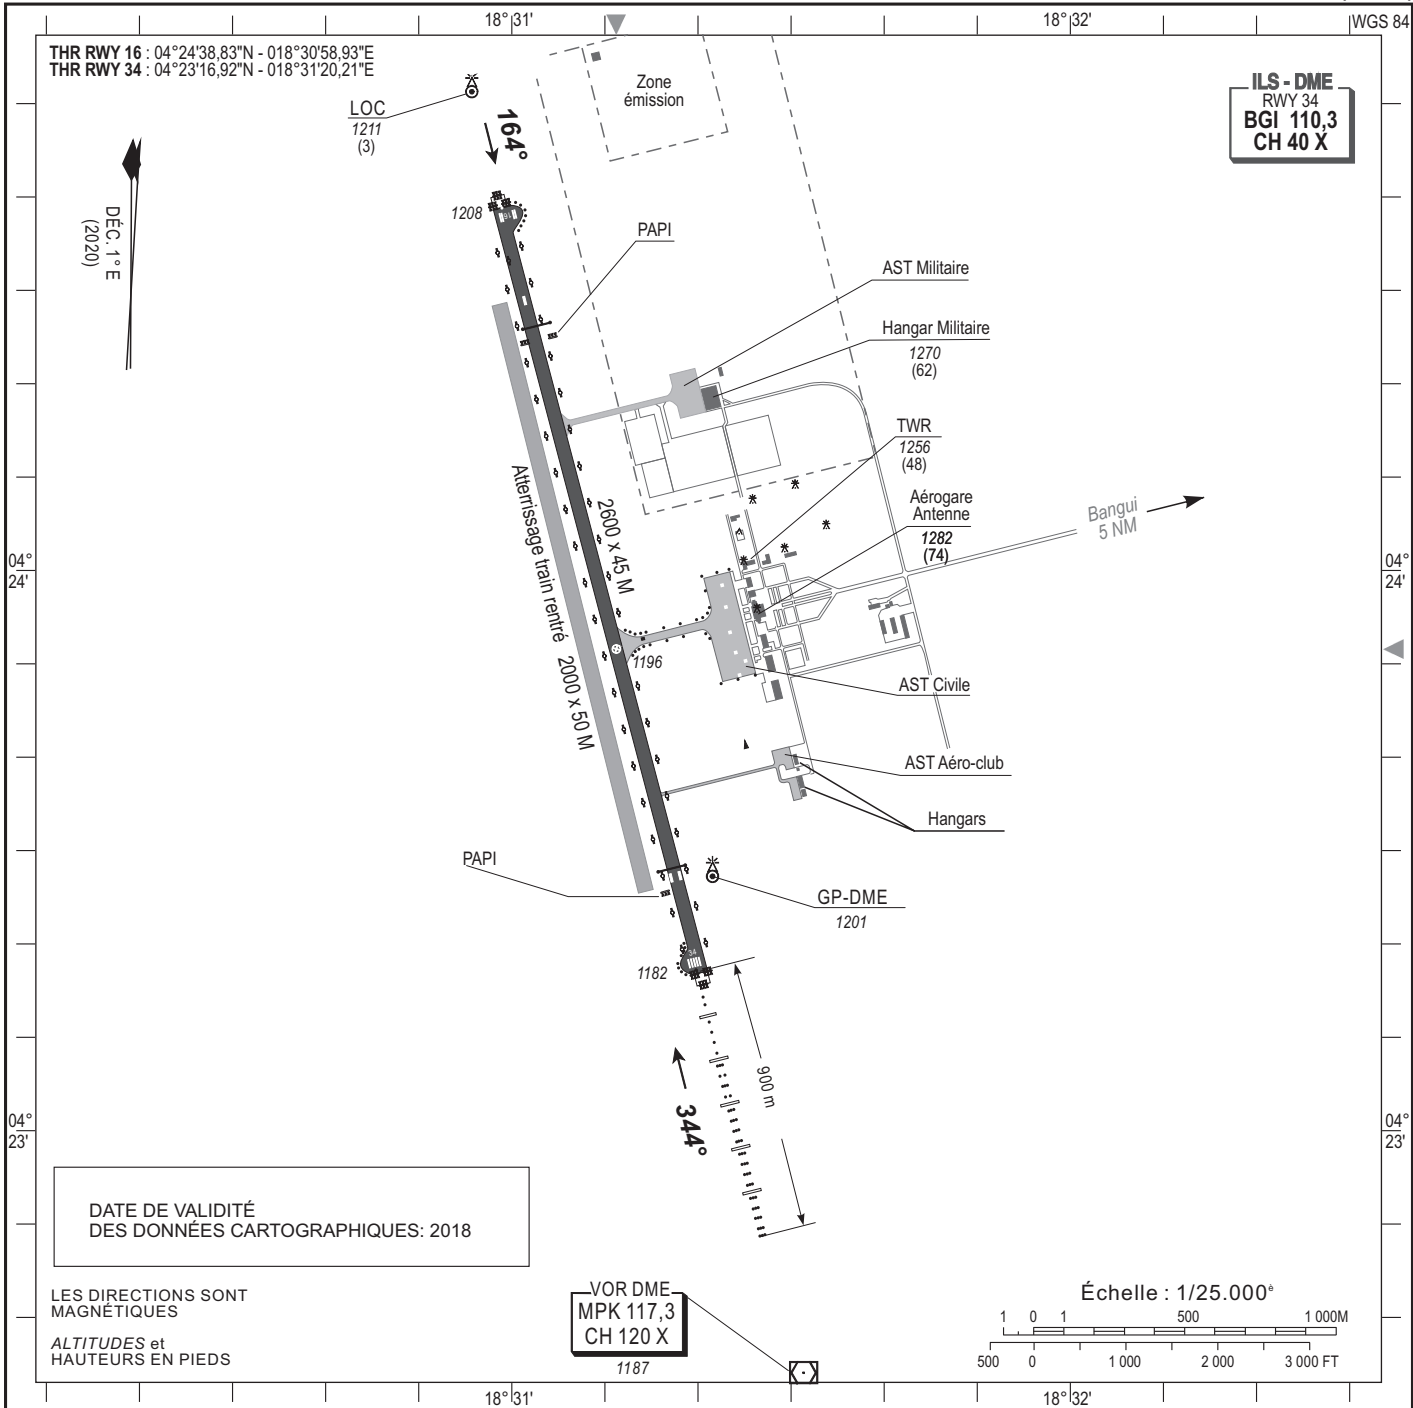 18°31'
18°32'
WGS 84
THR RWY 16 : 04°24'38,83"N - 018°30'58,93"E
THR RWY 34 : 04°23'16,92"N - 018°31'20,21"E
LOC
1211
(3)
164°
Zone
émission
ILS - DME
RWY 34
BGI 110,3
CH 40 X
DÉC. 1° E
(2020)
1208
16
PAPI
AST Militaire
Hangar Militaire
1270
(62)
TWR
1256
(48)
Aérogare
Antenne
1282
(74)
Bangui
5 NM
04°
24'
04°
24'
2600 x 45 M
Atterrissage train rentré 2000 x 50 M
1196
AST Civile
AST Aéro-club
Hangars
PAPI
GP-DME
1201
34
1182
900 m
344°
04°
23'
04°
23'
DATE DE VALIDITÉ
DES DONNÉES CARTOGRAPHIQUES: 2018
LES DIRECTIONS SONT
MAGNÉTIQUES
ALTITUDES et
HAUTEURS EN PIEDS
VOR DME
MPK 117,3
CH 120 X
1187
Échelle : 1/25.000è
1 0 1 500 1 000M
500 0 1 000 2 000 3 000 FT
18°31'
18°32'